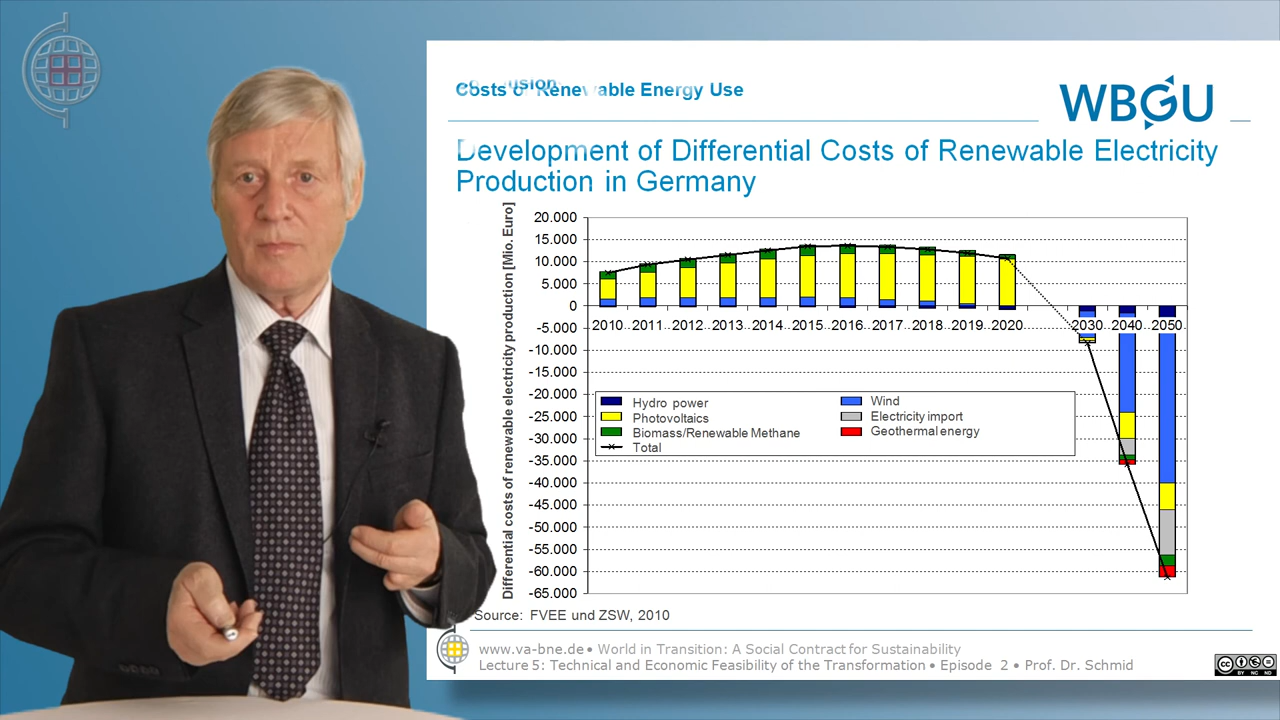 Costs of Renewable Energy Use
WBGU
Development of Differential Costs of Renewable Electricity
Production in Germany
Differential costs of renewable electricity production [Mio. Euro]
20.000
15.000
10.000
5.000
0
-5.000
-10.000
-15.000
-20.000
-25.000
-30.000
-35.000
-40.000
-45.000
-50.000
-55.000
-60.000
-65.000
2010 2011 2012 2013 2014 2015 2016 2017 2018 2019 2020 2030 2040 2050
Hydro power
Wind
Photovoltaics
Electricity import
Biomass/Renewable Methane
Geothermal energy
Total
Source: FVEE und ZSW, 2010
www.va-bne.de • World in Transition: A Social Contract for Sustainability
Lecture 5: Technical and Economic Feasibility of the Transformation • Episode 2 • Prof. Dr. Schmid
cc
BY NC ND